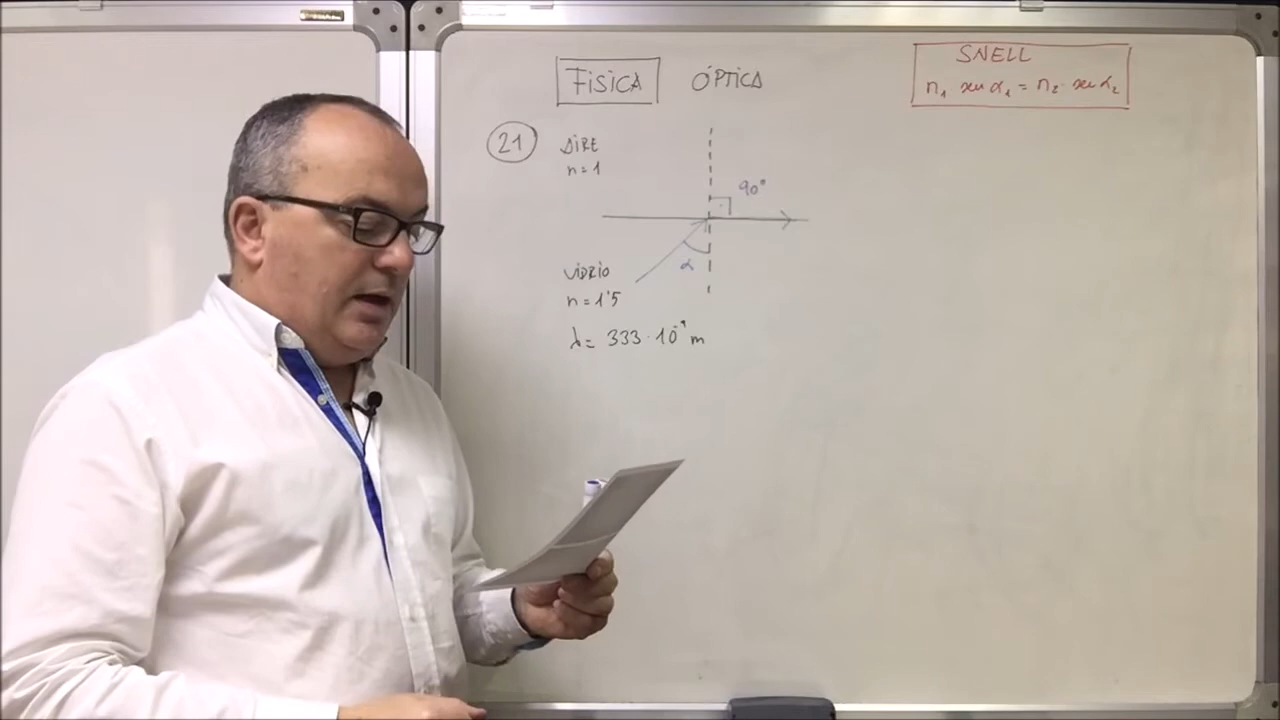 FISICA ÓPTICA
SNELL
n₁ sen α₁ = n₂ · sen α₂
21
AIRE
n = 1
90°
α
VIDRIO
n = 1'5
λ = 333 · 10⁻⁹ m